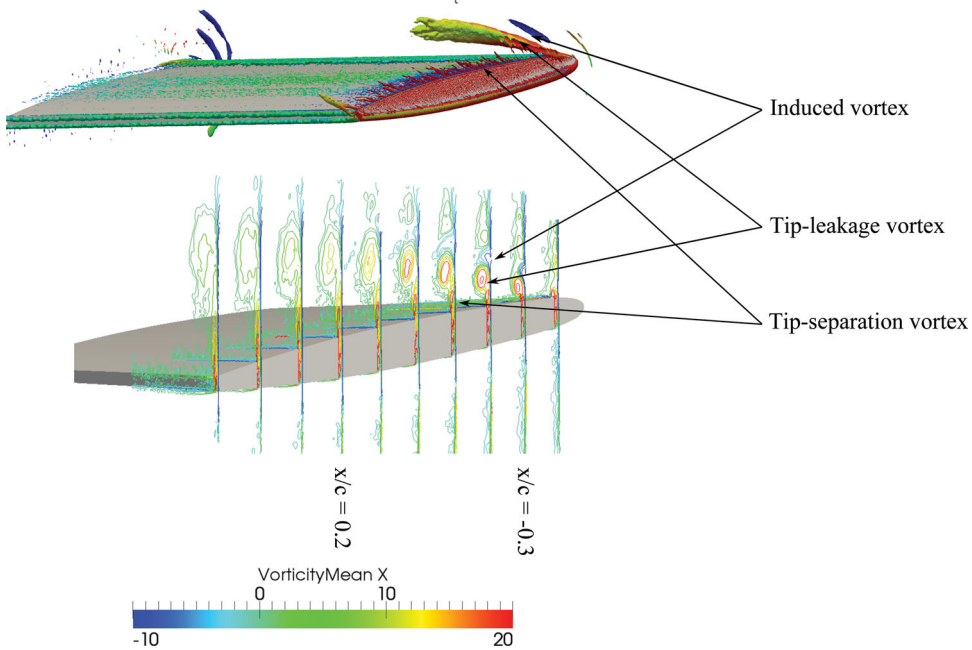 Induced vortex
Tip-leakage vortex
Tip-separation vortex
x/c = 0.2
x/c = -0.3
VorticityMean X
0 10
-10 20